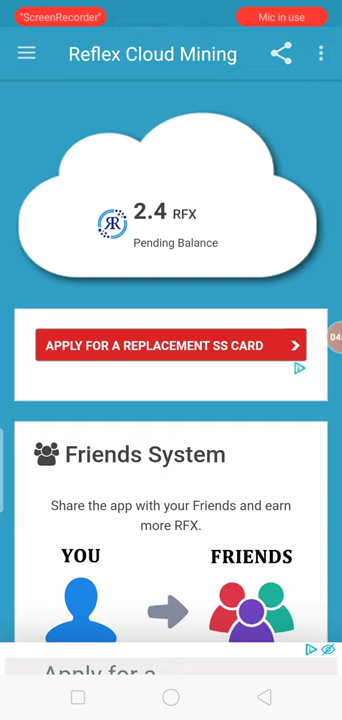 "ScreenRecorder"
Mic in use
Reflex Cloud Mining
2.4 RFX
Pending Balance
APPLY FOR A REPLACEMENT SS CARD
04:
Friends System
Share the app with your Friends and earn
more RFX.
YOU
FRIENDS
Apply for a